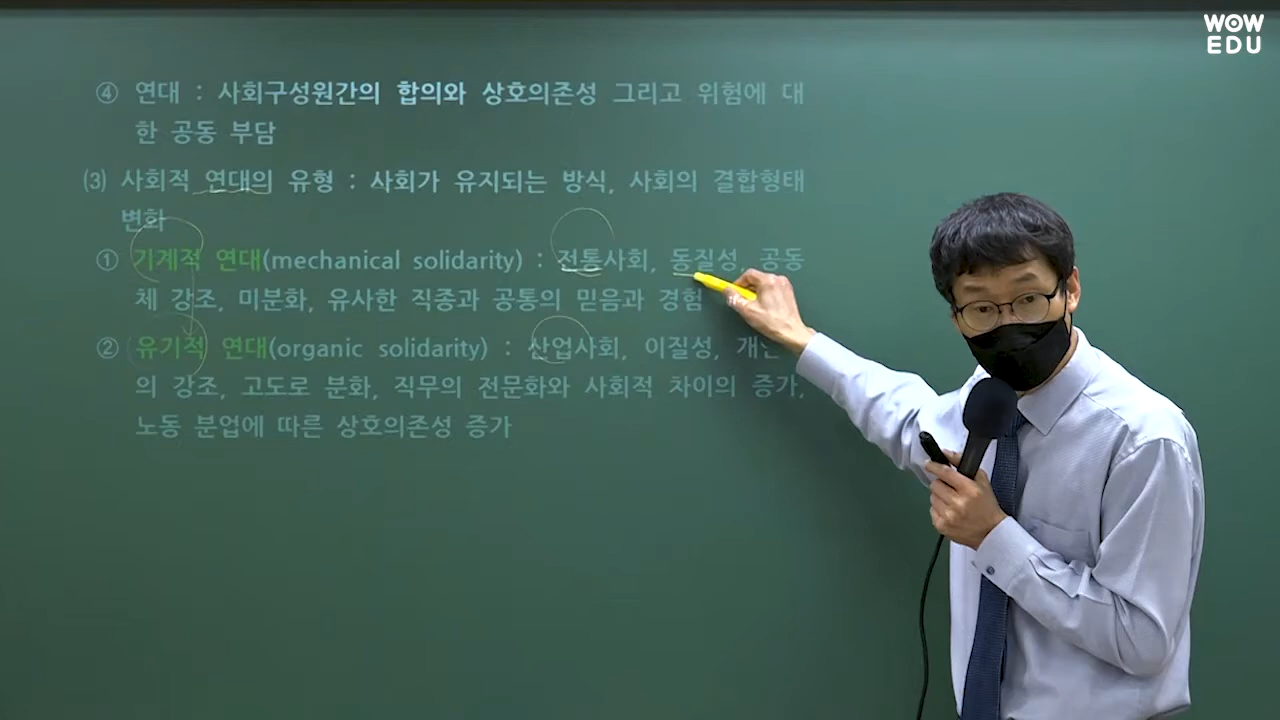 WOW
EDU
④ 연대 : 사회구성원간의 합의와 상호의존성 그리고 위험에 대
한 공동 부담
(3) 사회적 연대의 유형 : 사회가 유지되는 방식, 사회의 결합형태
변화
① 기계적 연대(mechanical solidarity) : 전통사회, 동질성, 공동
체 강조, 미분화, 유사한 직종과 공통의 믿음과 경험
② 유기적 연대(organic solidarity) : 산업사회, 이질성,
의 강조, 고도로 분화, 직무의 전문화와 사회적 차이의 증가,
노동 분업에 따른 상호의존성 증가